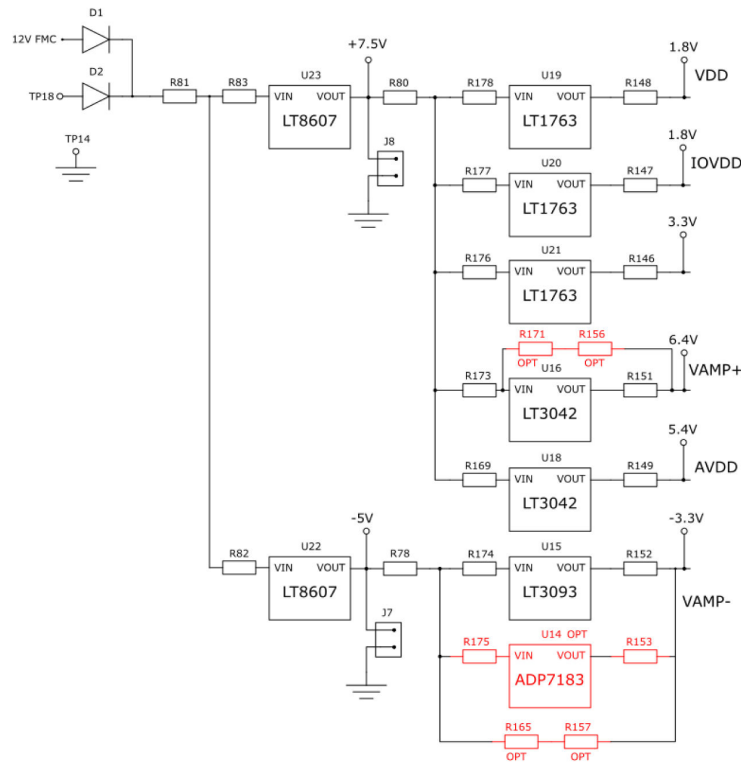 D1
12V FMC
D2
TP18
TP14
R81
R83
U23
VIN VOUT
LT8607
+7.5V
R80
J8
R178
U19
VIN VOUT
LT1763
R148
1.8V
VDD
R177
U20
VIN VOUT
LT1763
R147
1.8V
IOVDD
R176
U21
VIN VOUT
LT1763
R146
3.3V
R171 R156
OPT OPT
R173
U16
VIN VOUT
LT3042
R151
6.4V
VAMP+
R169
U18
VIN VOUT
LT3042
R149
5.4V
AVDD
R82
U22
VIN VOUT
LT8607
-5V
R78
J7
R174
U15
VIN VOUT
LT3093
R152
-3.3V
VAMP-
R175
U14 OPT
VIN VOUT
ADP7183
R153
R165 R157
OPT OPT